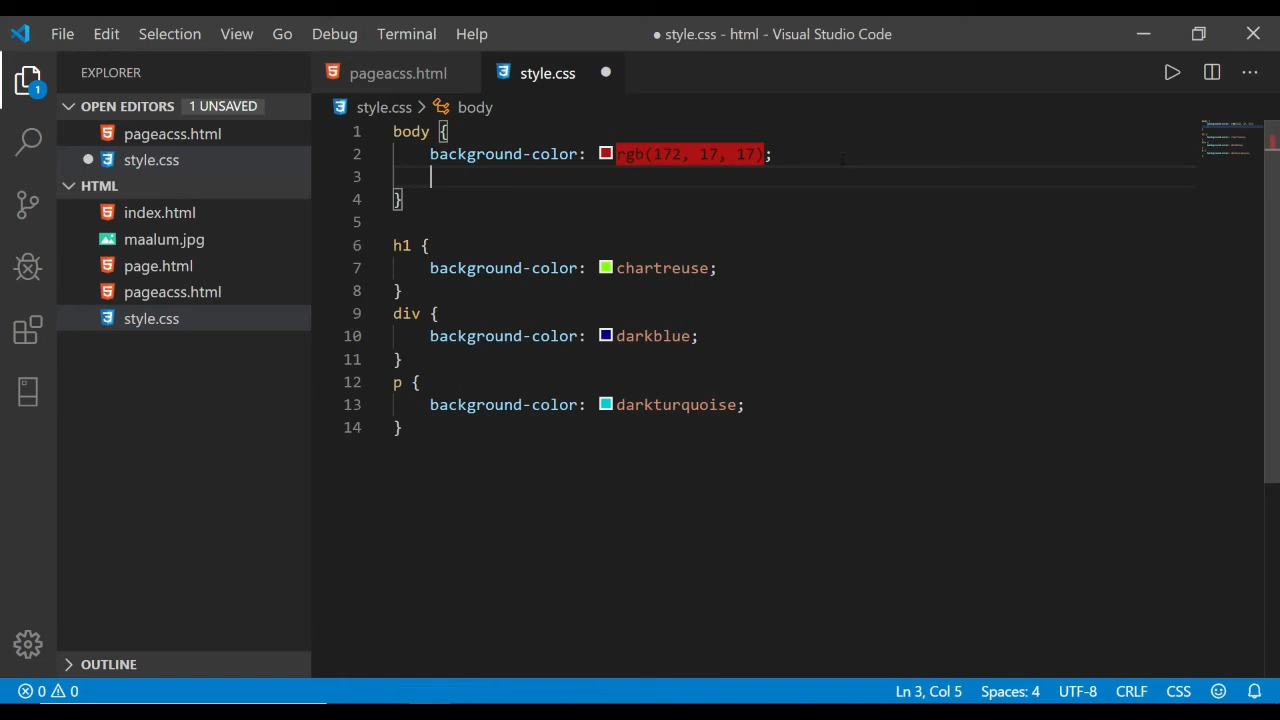 File Edit Selection View Go Debug Terminal Help ● style.css - html - Visual Studio Code
EXPLORER
OPEN EDITORS 1 UNSAVED
pageacss.html
style.css
HTML
index.html
maalum.jpg
page.html
pageacss.html
style.css
OUTLINE
1
pageacss.html style.css
style.css > body
1 body {
2 background-color: rgb(172, 17, 17);
3
4 }
5
6 h1 {
7 background-color: chartreuse;
8 }
9 div {
10 background-color: darkblue;
11 }
12 p {
13 background-color: darkturquoise;
14 }
0 0 Ln 3, Col 5 Spaces: 4 UTF-8 CRLF CSS